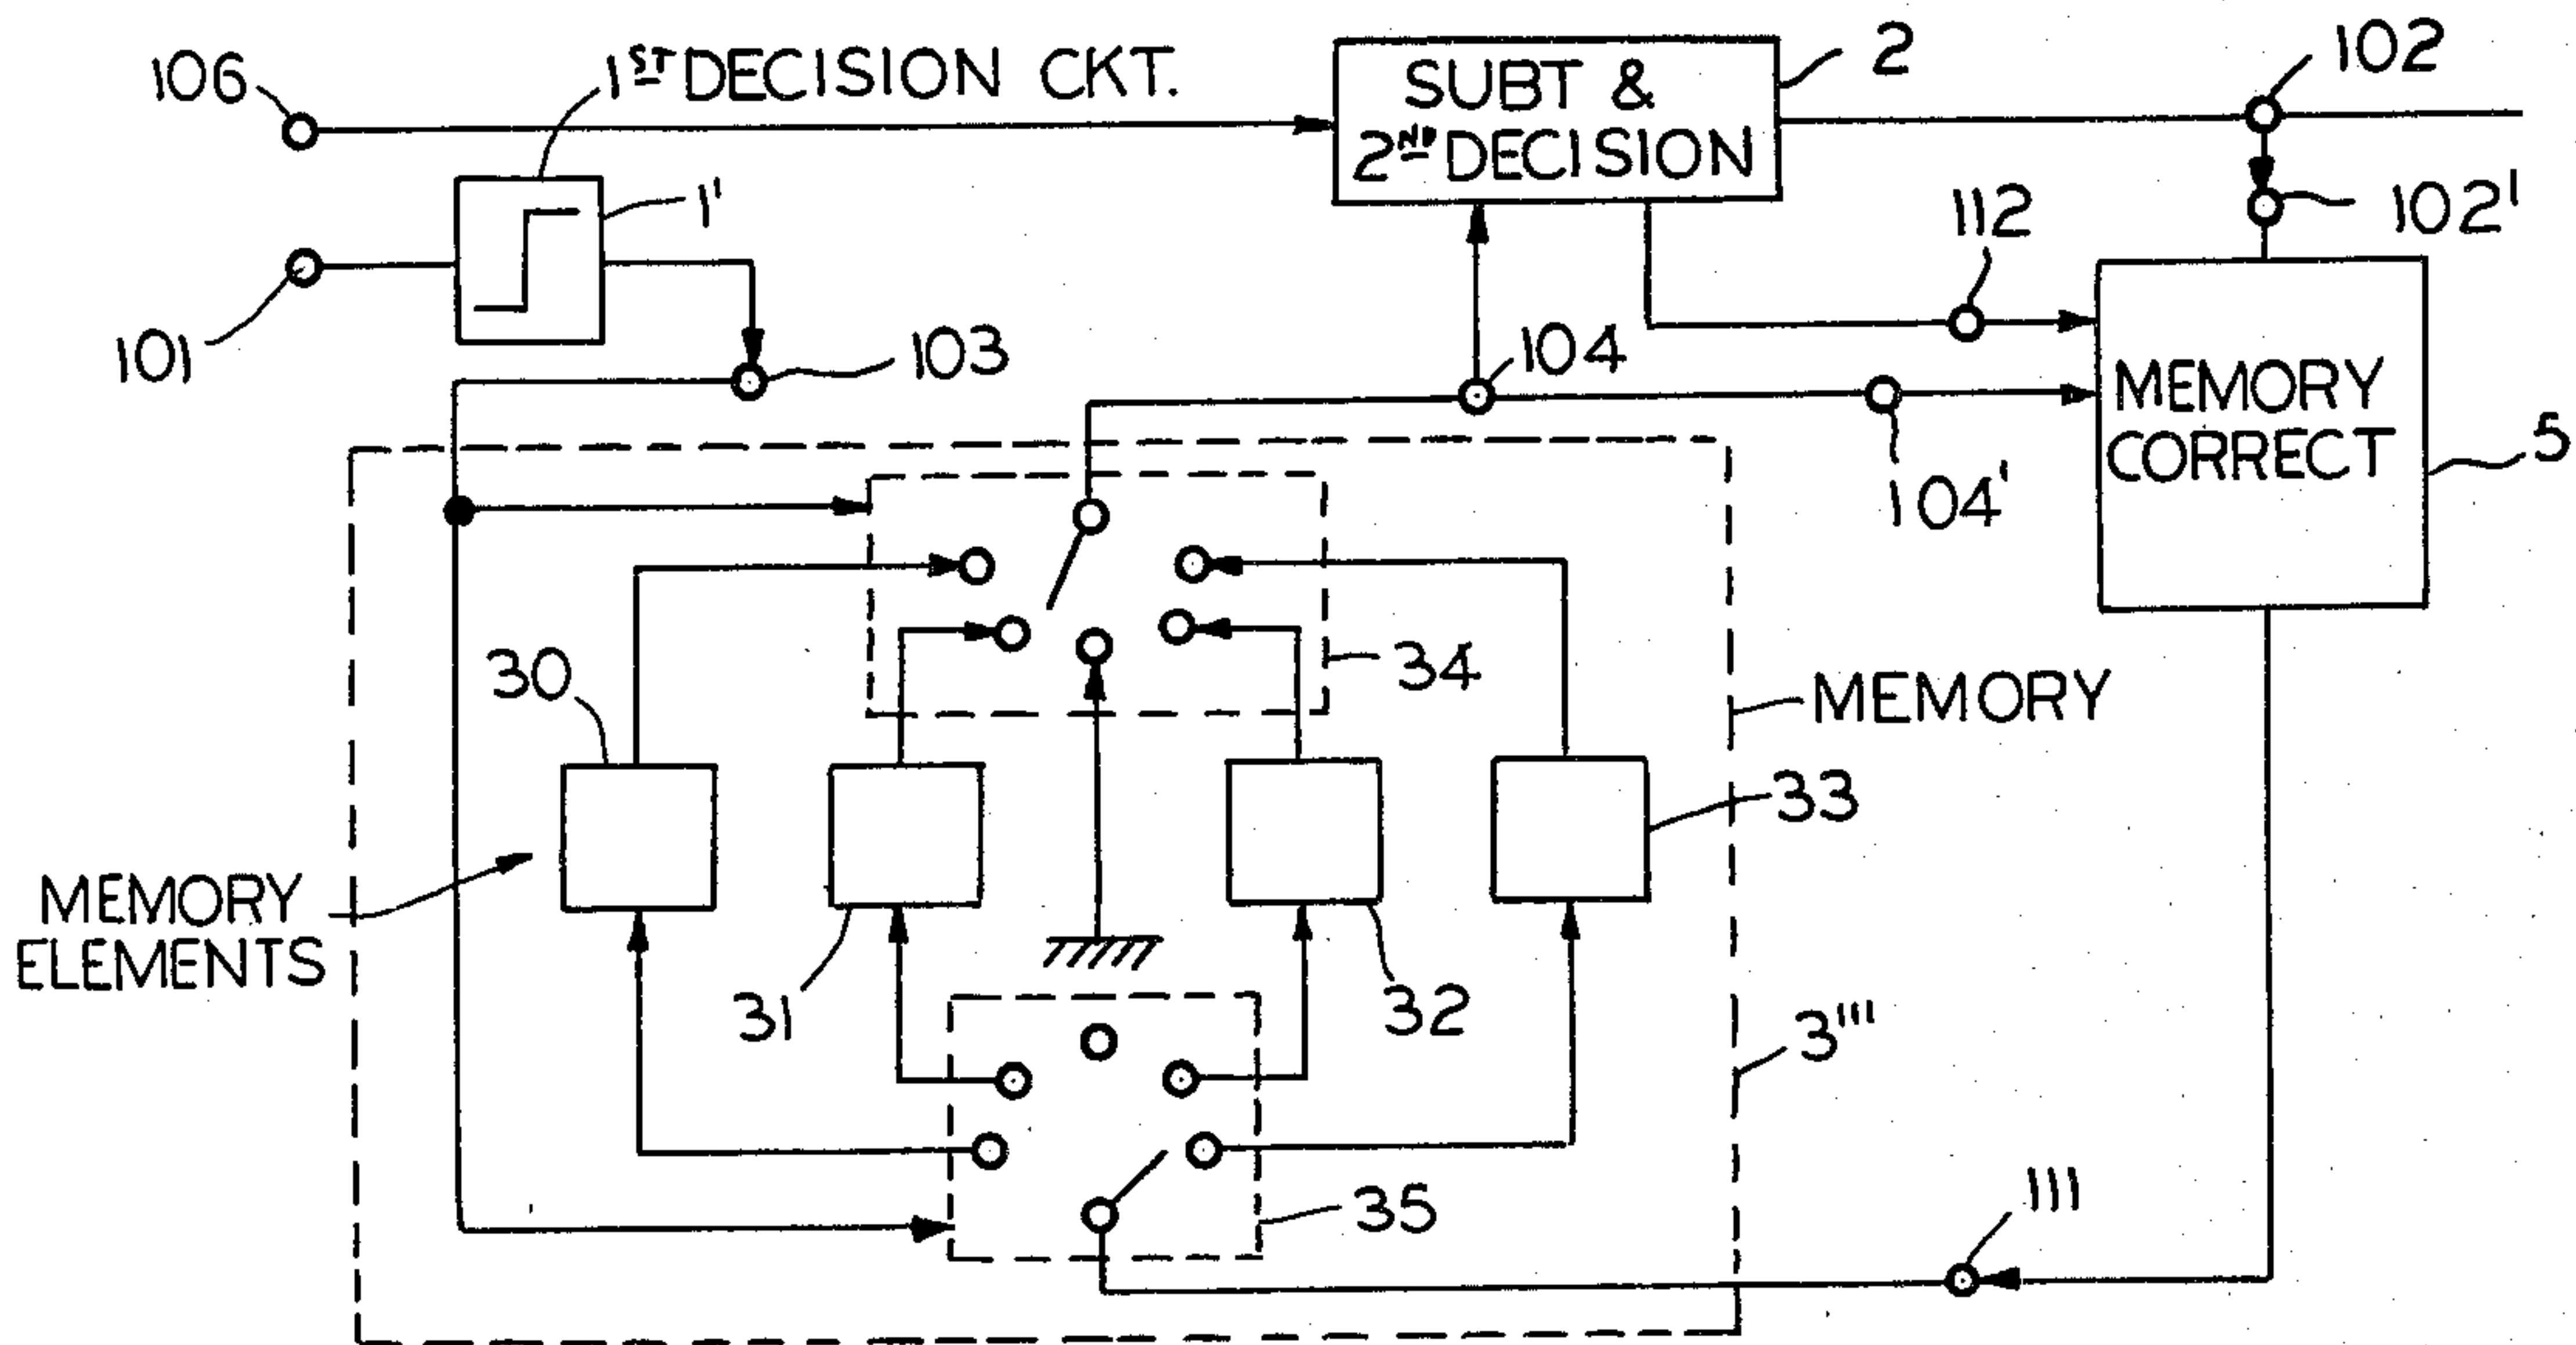 106
1ST DECISION CKT.
SUBT &
2ND DECISION
2
102
102'
1'
101
103
112
104
104'
MEMORY
CORRECT
5
30
34
MEMORY
33
MEMORY
ELEMENTS
31
32
3'''
35
111